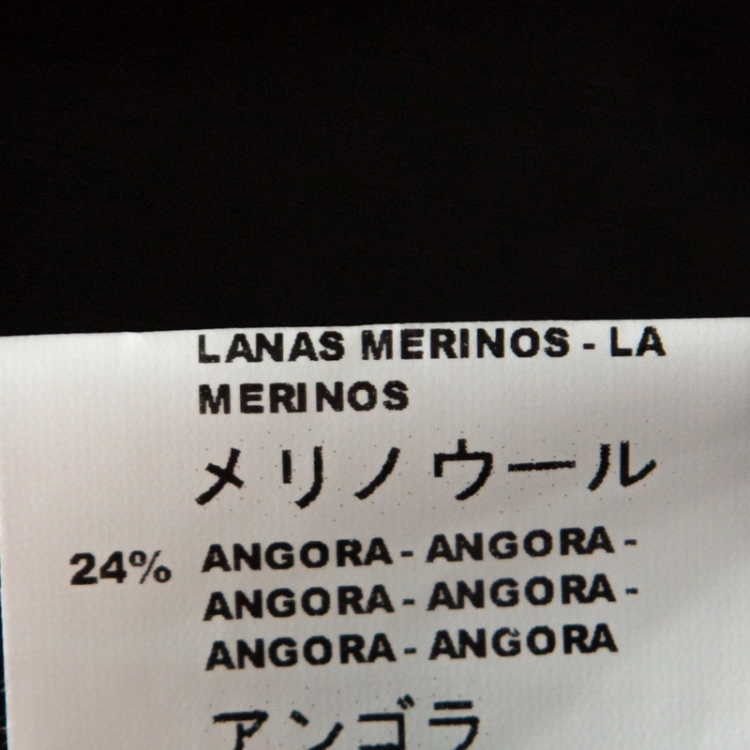 LANAS MERINOS - LA
MERINOS
メリノウール
24% ANGORA - ANGORA -
ANGORA - ANGORA -
ANGORA - ANGORA
アンゴラ